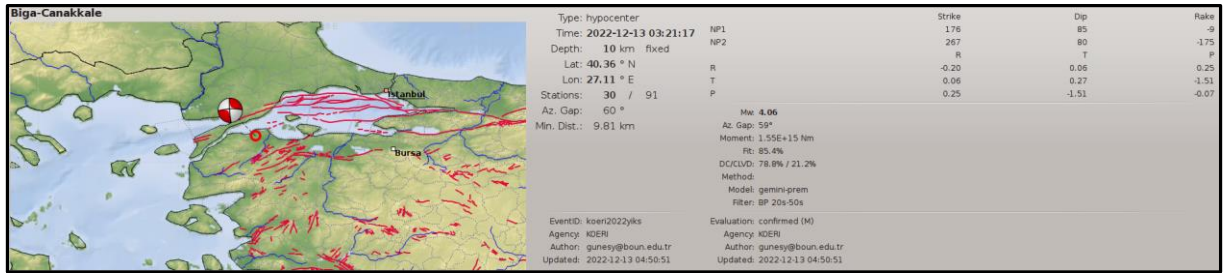 Biga-Canakkale
İstanbul
Bursa
Type: hypocenter
Time: 2022-12-13 03:21:17
Depth: 10 km fixed
Lat: 40.36 ° N
Lon: 27.11 ° E
Stations: 30 / 91
Az. Gap: 60 °
Min. Dist.: 9.81 km
EventID: koeri2022yiks
Agency: KOERI
Author: gunesy@boun.edu.tr
Updated: 2022-12-13 04:50:51
Strike Dip Rake
NP1 176 85 -9
NP2 267 80 -175
R T P
R -0.20 0.06 0.25
T 0.06 0.27 -1.51
P 0.25 -1.51 -0.07
Mw: 4.06
Az. Gap: 59°
Moment: 1.55E+15 Nm
Fit: 85.4%
DC/CLVD: 78.8% / 21.2%
Method:
Model: gemini-prem
Filter: BP 20s-50s
Evaluation: confirmed (M)
Agency: KOERI
Author: gunesy@boun.edu.tr
Updated: 2022-12-13 04:50:51